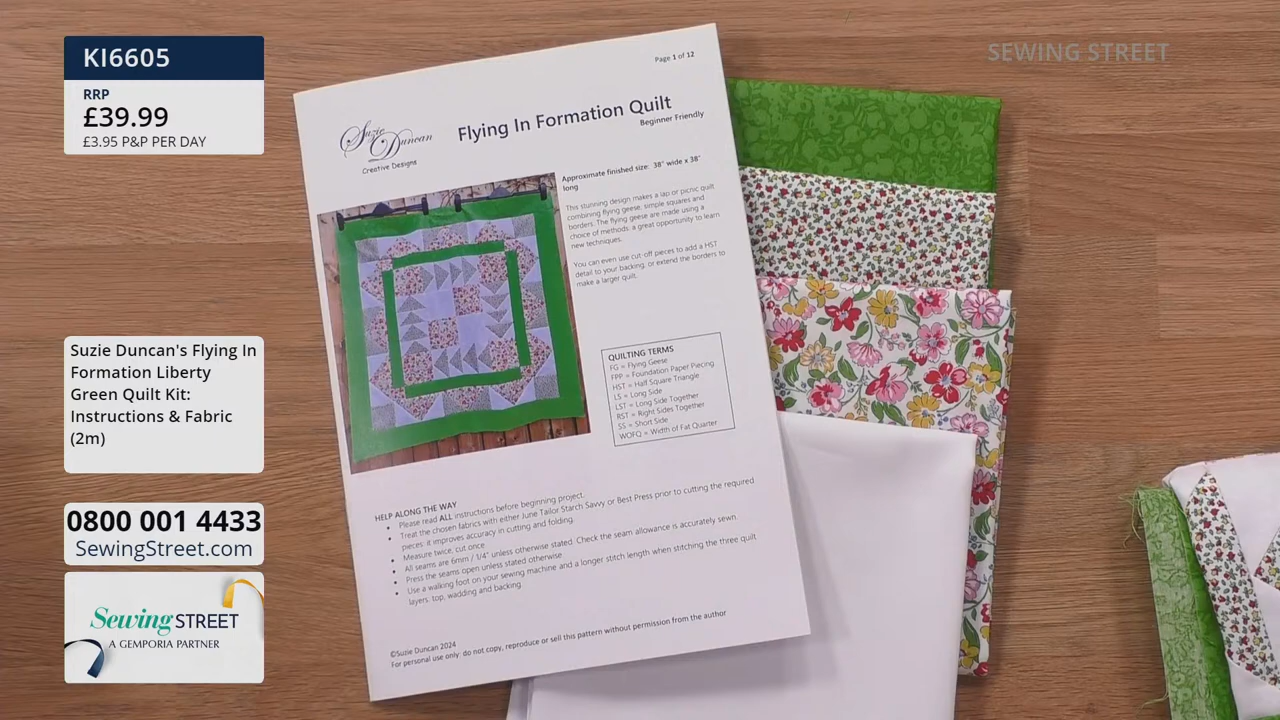 KI6605
RRP
£39.99
£3.95 P&P PER DAY
Suzie Duncan's Flying In
Formation Liberty
Green Quilt Kit:
Instructions & Fabric
(2m)
0800 001 4433
SewingStreet.com
Sewing STREET
A GEMPORIA PARTNER
SEWING STREET
Page 1 of 12
Suzie Duncan
Creative Designs
Flying In Formation Quilt
Beginner Friendly
Approximate finished size: 38" wide x 38"
long
This stunning design makes a lap or picnic quilt
combining flying geese, simple squares and
borders. The flying geese are made using a
choice of methods, a great opportunity to learn
new techniques.
You can even use cut-off pieces to add a HST
detail to your backing, or extend the borders to
make a larger quilt.
QUILTING TERMS
FG = Flying Geese
FPP = Foundation Paper Piecing
HST = Half Square Triangle
LS = Long Side
LST = Long Side Together
RST = Right Sides Together
SS = Short Side
WOFQ = Width of Fat Quarter
HELP ALONG THE WAY
• Please read ALL instructions before beginning project.
• Treat the chosen fabrics with either June Tailor Starch Savvy or Best Press prior to cutting the required
pieces: it improves accuracy in cutting and folding.
• Measure twice, cut once
• All seams are 6mm / 1/4" unless otherwise stated. Check the seam allowance is accurately sewn.
• Press the seams open unless stated otherwise
• Use a walking foot on your sewing machine and a longer stitch length when stitching the three quilt
layers: top, wadding and backing.
©Suzie Duncan 2024
For personal use only: do not copy, reproduce or sell this pattern without permission from the author